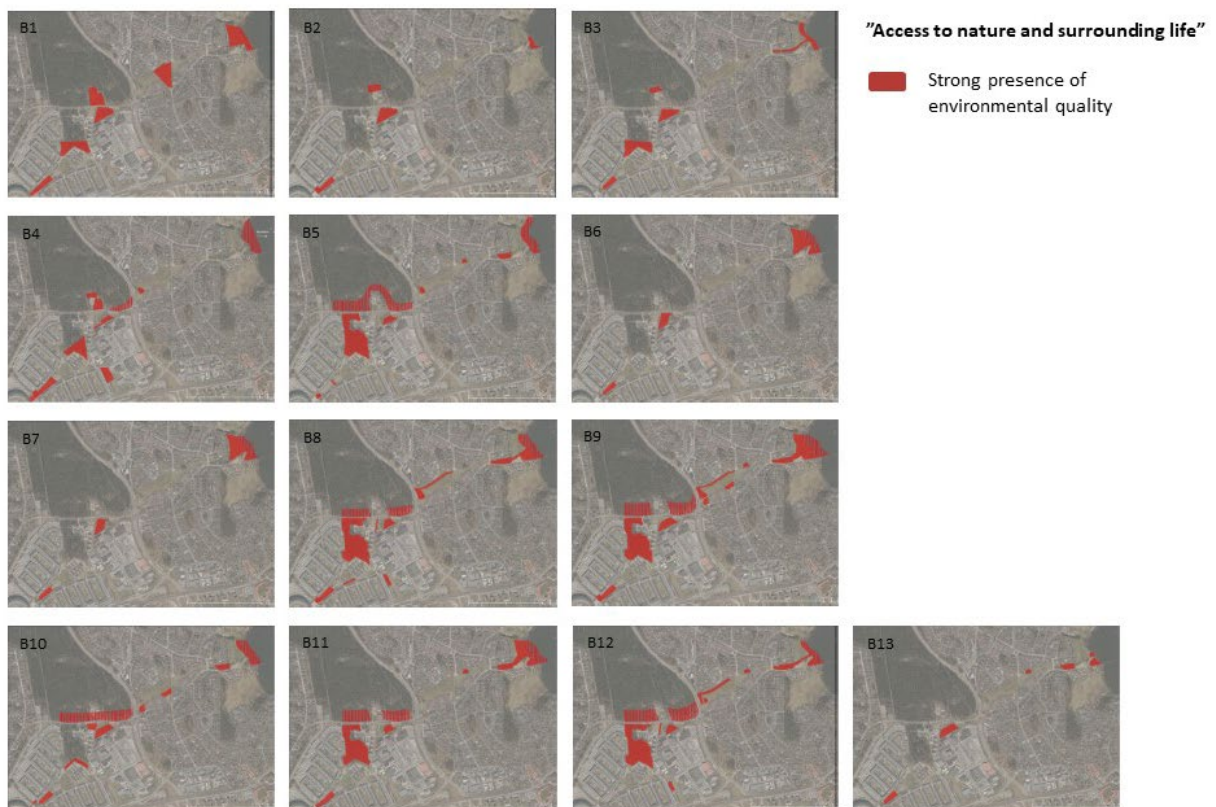 B1
B2
B3
"Access to nature and surrounding life"
Strong presence of
environmental quality
B4
B5
B6
B7
B8
B9
B10
B11
B12
B13